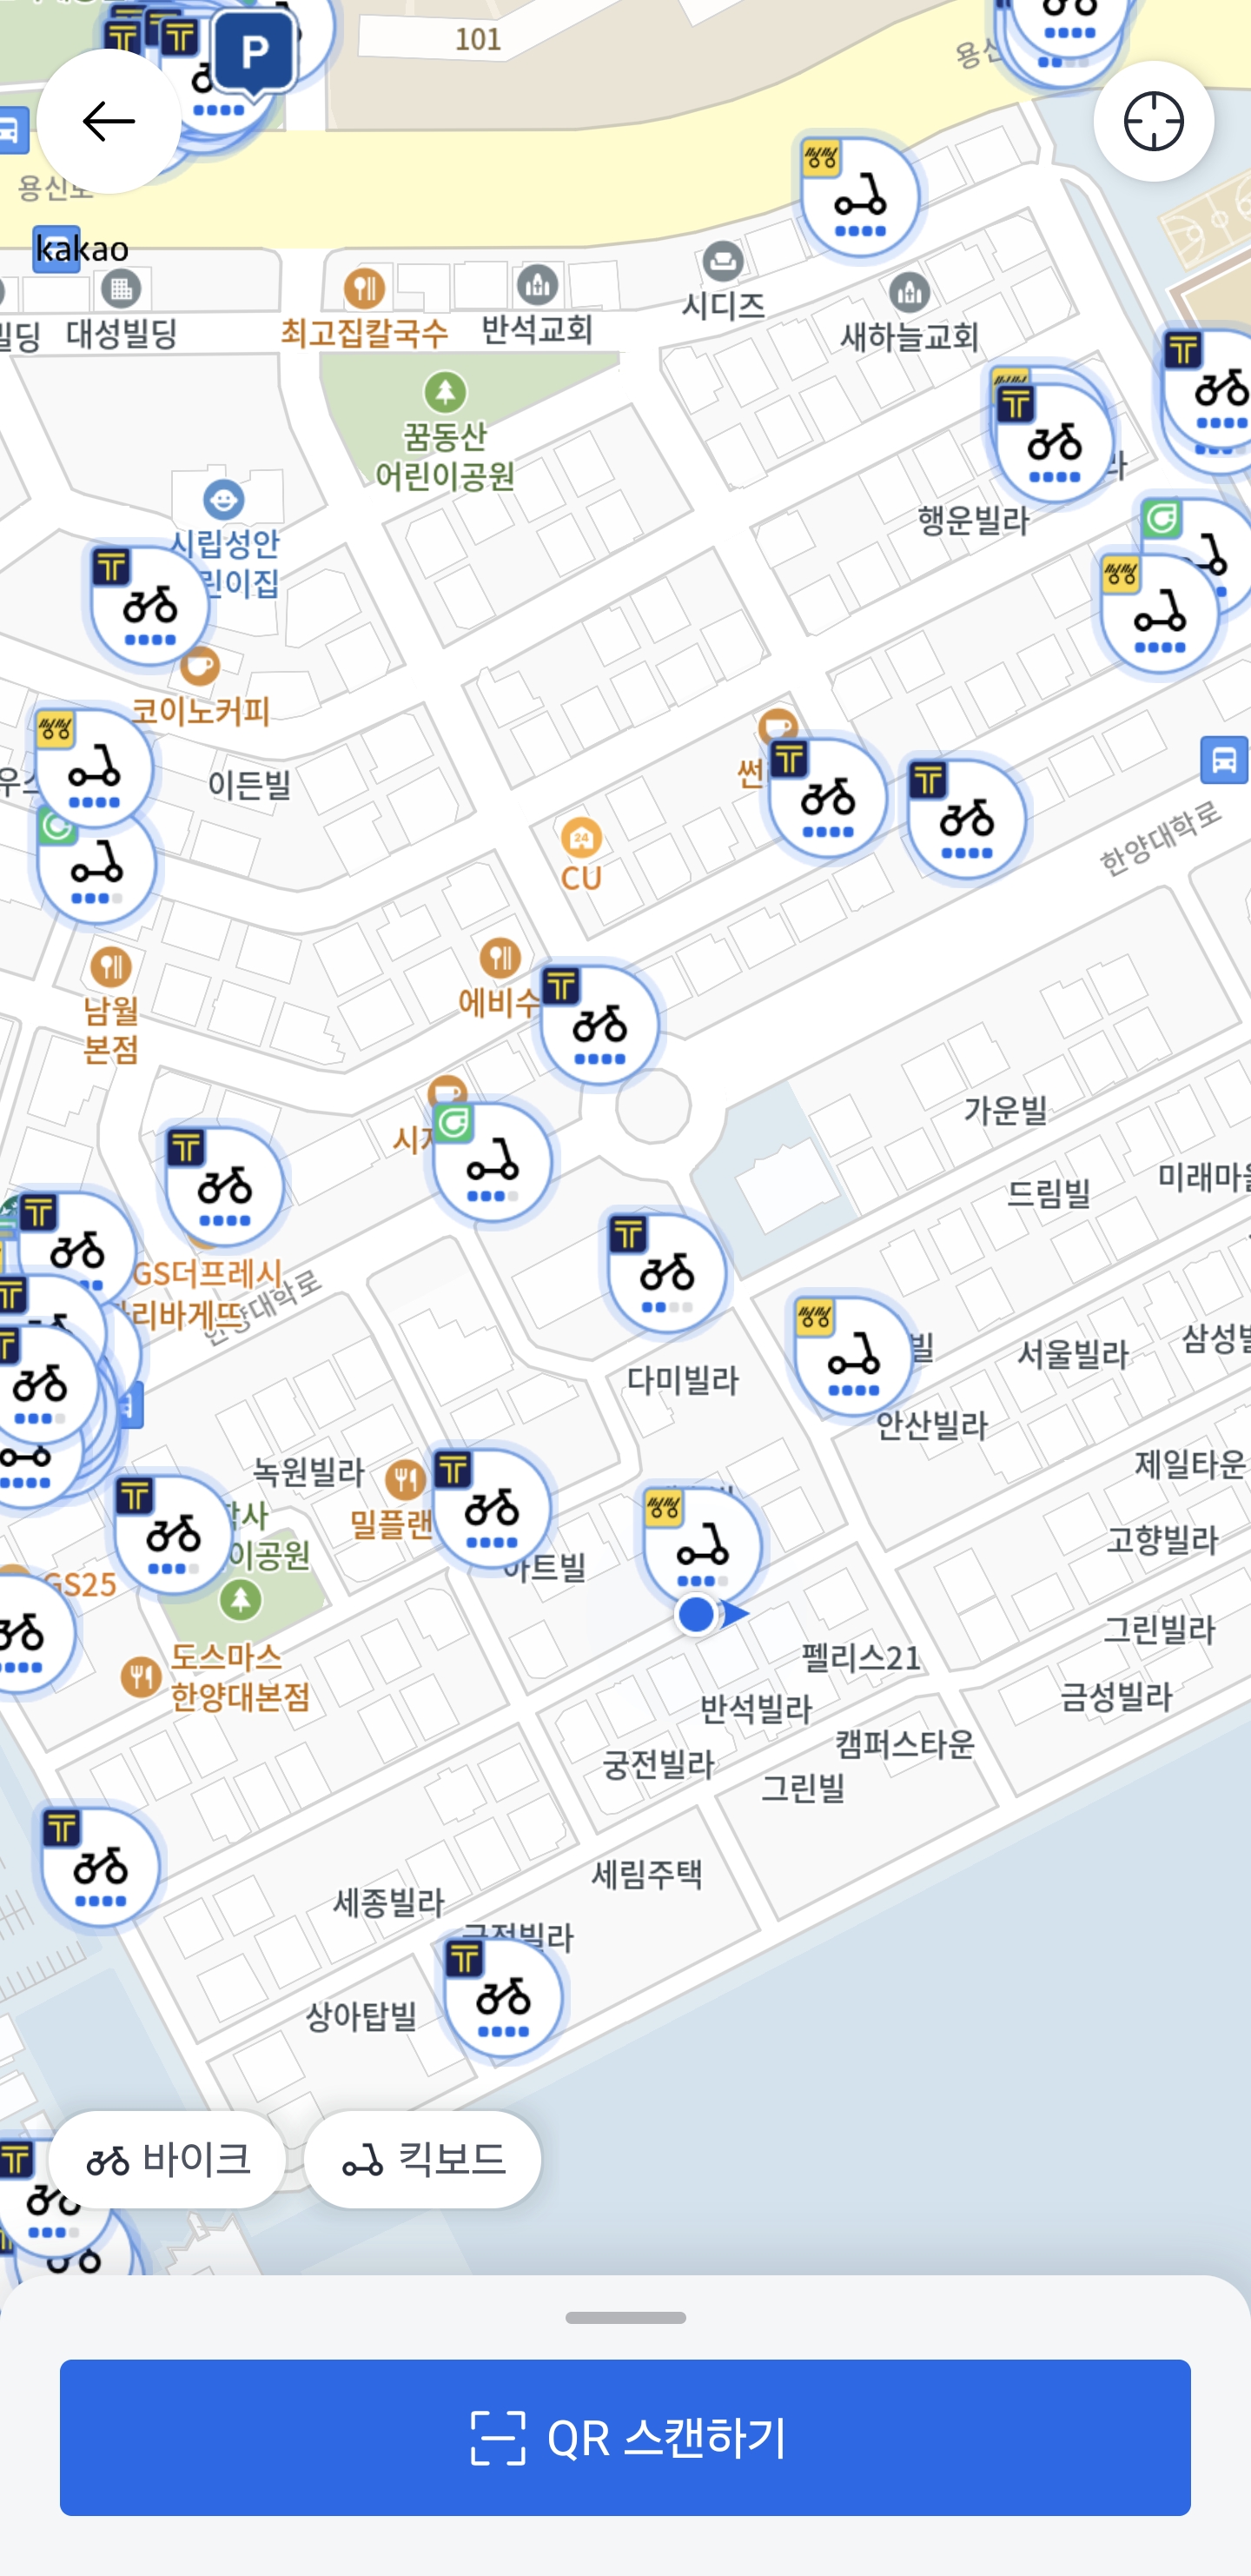 101
P
용신
용신로
kakao
빌딩
대성빌딩
최고집칼국수
반석교회
시디즈
새하늘교회
꿈동산
어린이공원
라
행운빌라
시립성안
린이집
코이노커피
이든빌
우스
썬
24
CU
한양대학로
남월
본점
에비수
가운빌
시
드림빌
미래마을
GS더프레시
리바게뜨
한양대학로
다미빌라
빌
서울빌라
삼성빌
안산빌라
녹원빌라
제일타운
학사
이공원
밀플랜
아트빌
고향빌라
GS25
그린빌라
도스마스
한양대본점
펠리스21
반석빌라
금성빌라
궁전빌라
캠퍼스타운
그린빌
세림주택
세종빌라
궁전빌라
상아탑빌
바이크
킥보드
QR 스캔하기